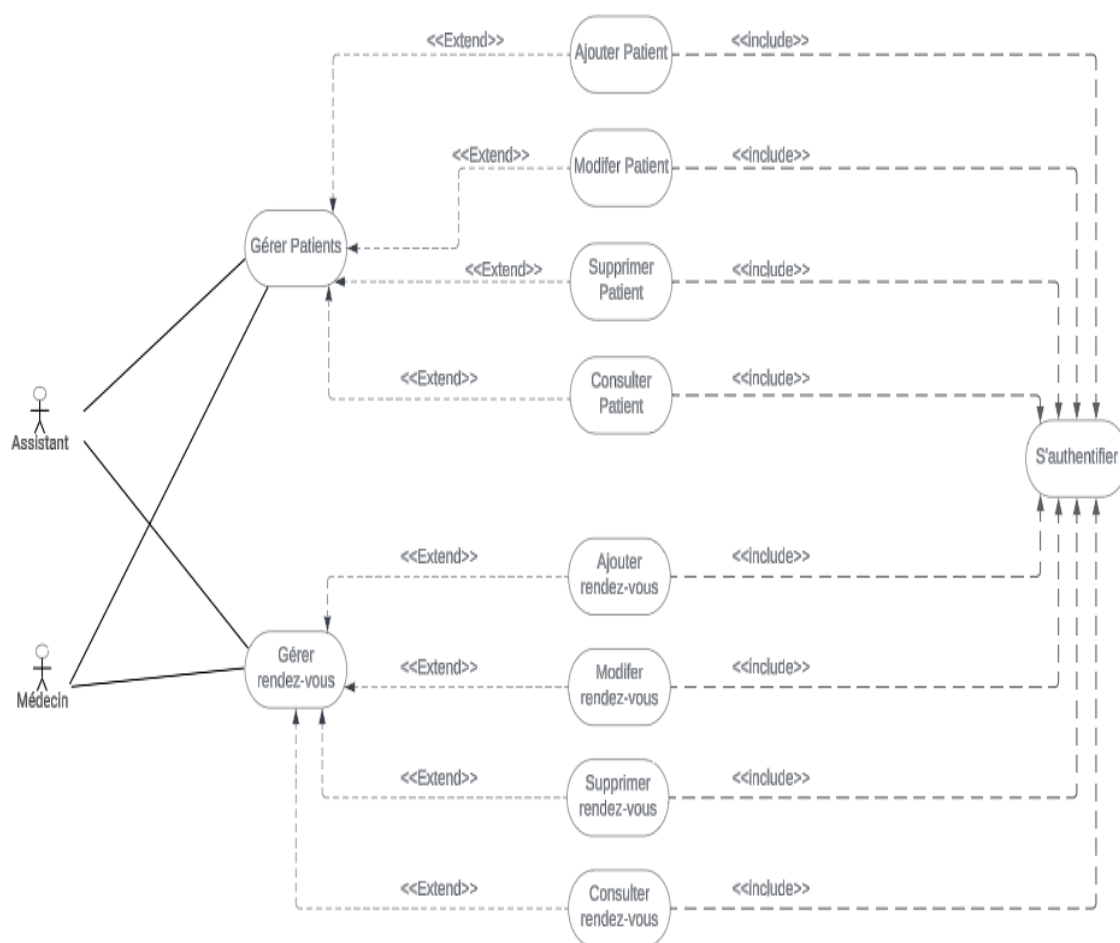 <<Extend>>
Ajouter Patient
<<include>>
<<Extend>>
Modifer Patient
<<include>>
Gérer Patients
<<Extend>>
Supprimer
Patient
<<include>>
<<Extend>>
Consulter
Patient
<<include>>
Assistant
S'authentifier
<<Extend>>
Ajouter
rendez-vous
<<include>>
Médecin
Gérer
rendez-vous
<<Extend>>
Modifer
rendez-vous
<<include>>
<<Extend>>
Supprimer
rendez-vous
<<include>>
<<Extend>>
Consulter
rendez-vous
<<include>>